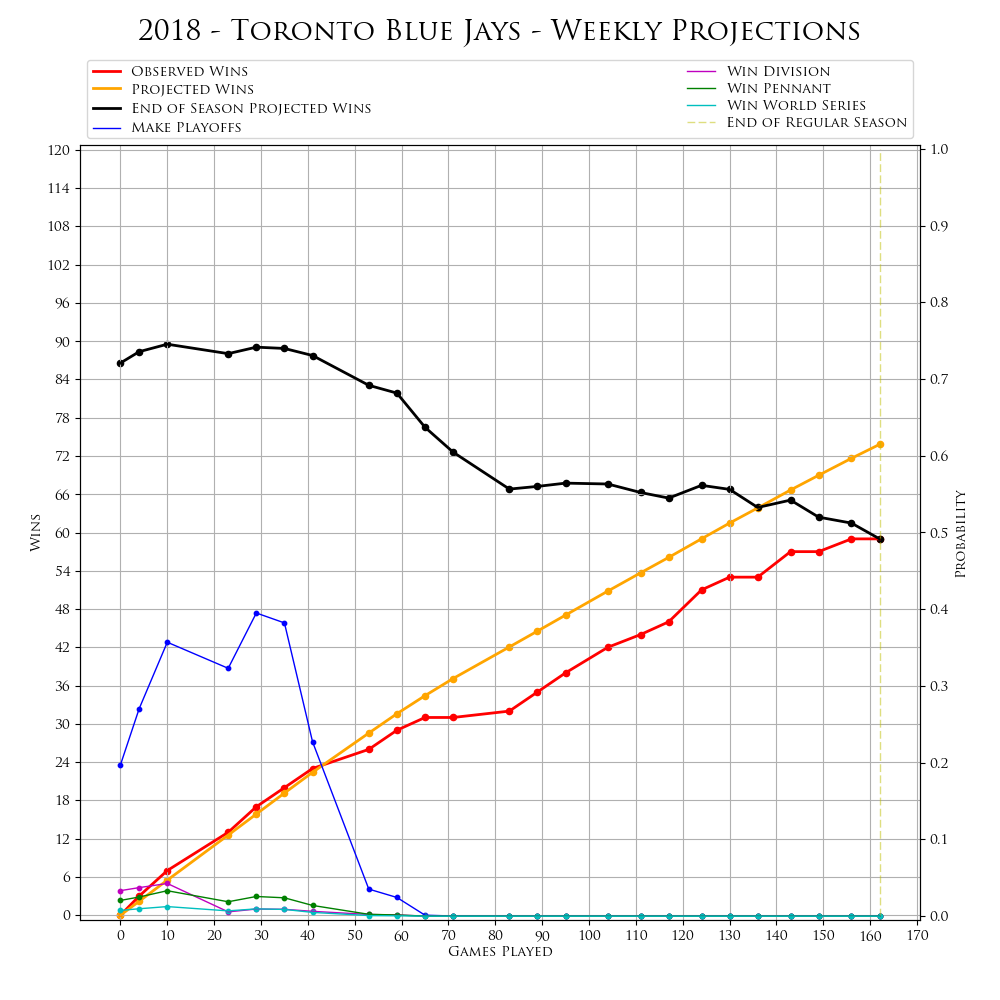 2018 - Toronto Blue Jays - Weekly Projections
Observed Wins
Projected Wins
End of Season Projected Wins
Make Playoffs
Win Division
Win Pennant
Win World Series
End of Regular Season
120
114
108
102
96
90
84
78
72
66
60
54
48
42
36
30
24
18
12
6
0
Wins
1.0
0.9
0.8
0.7
0.6
0.5
0.4
0.3
0.2
0.1
0.0
Probability
0 10 20 30 40 50 60 70 80 90 100 110 120 130 140 150 160 170
Games Played